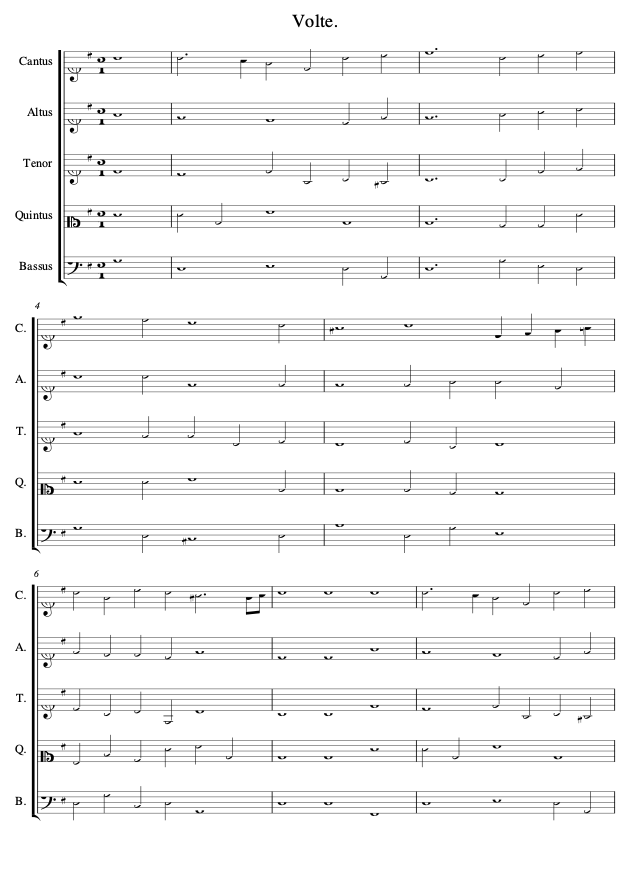 Volte.
Cantus
Altus
Tenor
Quintus
Bassus
4
C.
A.
T.
Q.
B.
6
C.
A.
T.
Q.
B.